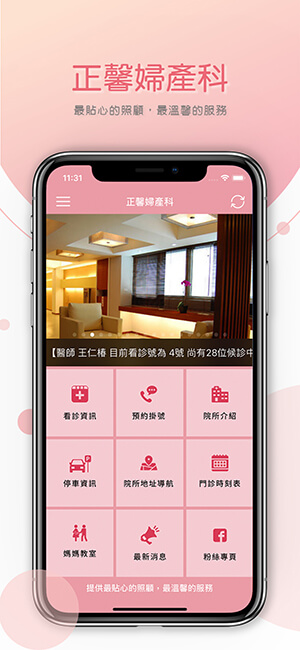 正馨婦產科
最貼心的照顧，最溫馨的服務
11:31
正馨婦產科
【醫師 王仁椿 目前看診號為 4號 尚有28位候診中
看診資訊
預約掛號
院所介紹
停車資訊
院所地址導航
門診時刻表
媽媽教室
最新消息
粉絲專頁
提供最貼心的照顧，最溫馨的服務